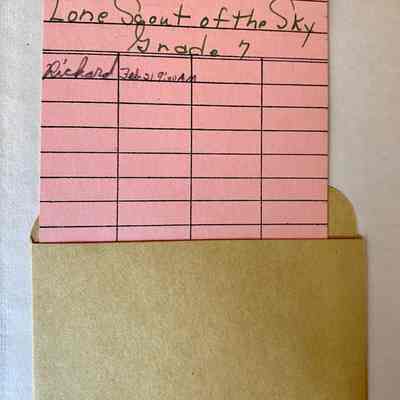 Lone Scout of the Sky
Grade 7
Richard Feb 21 9:00 AM